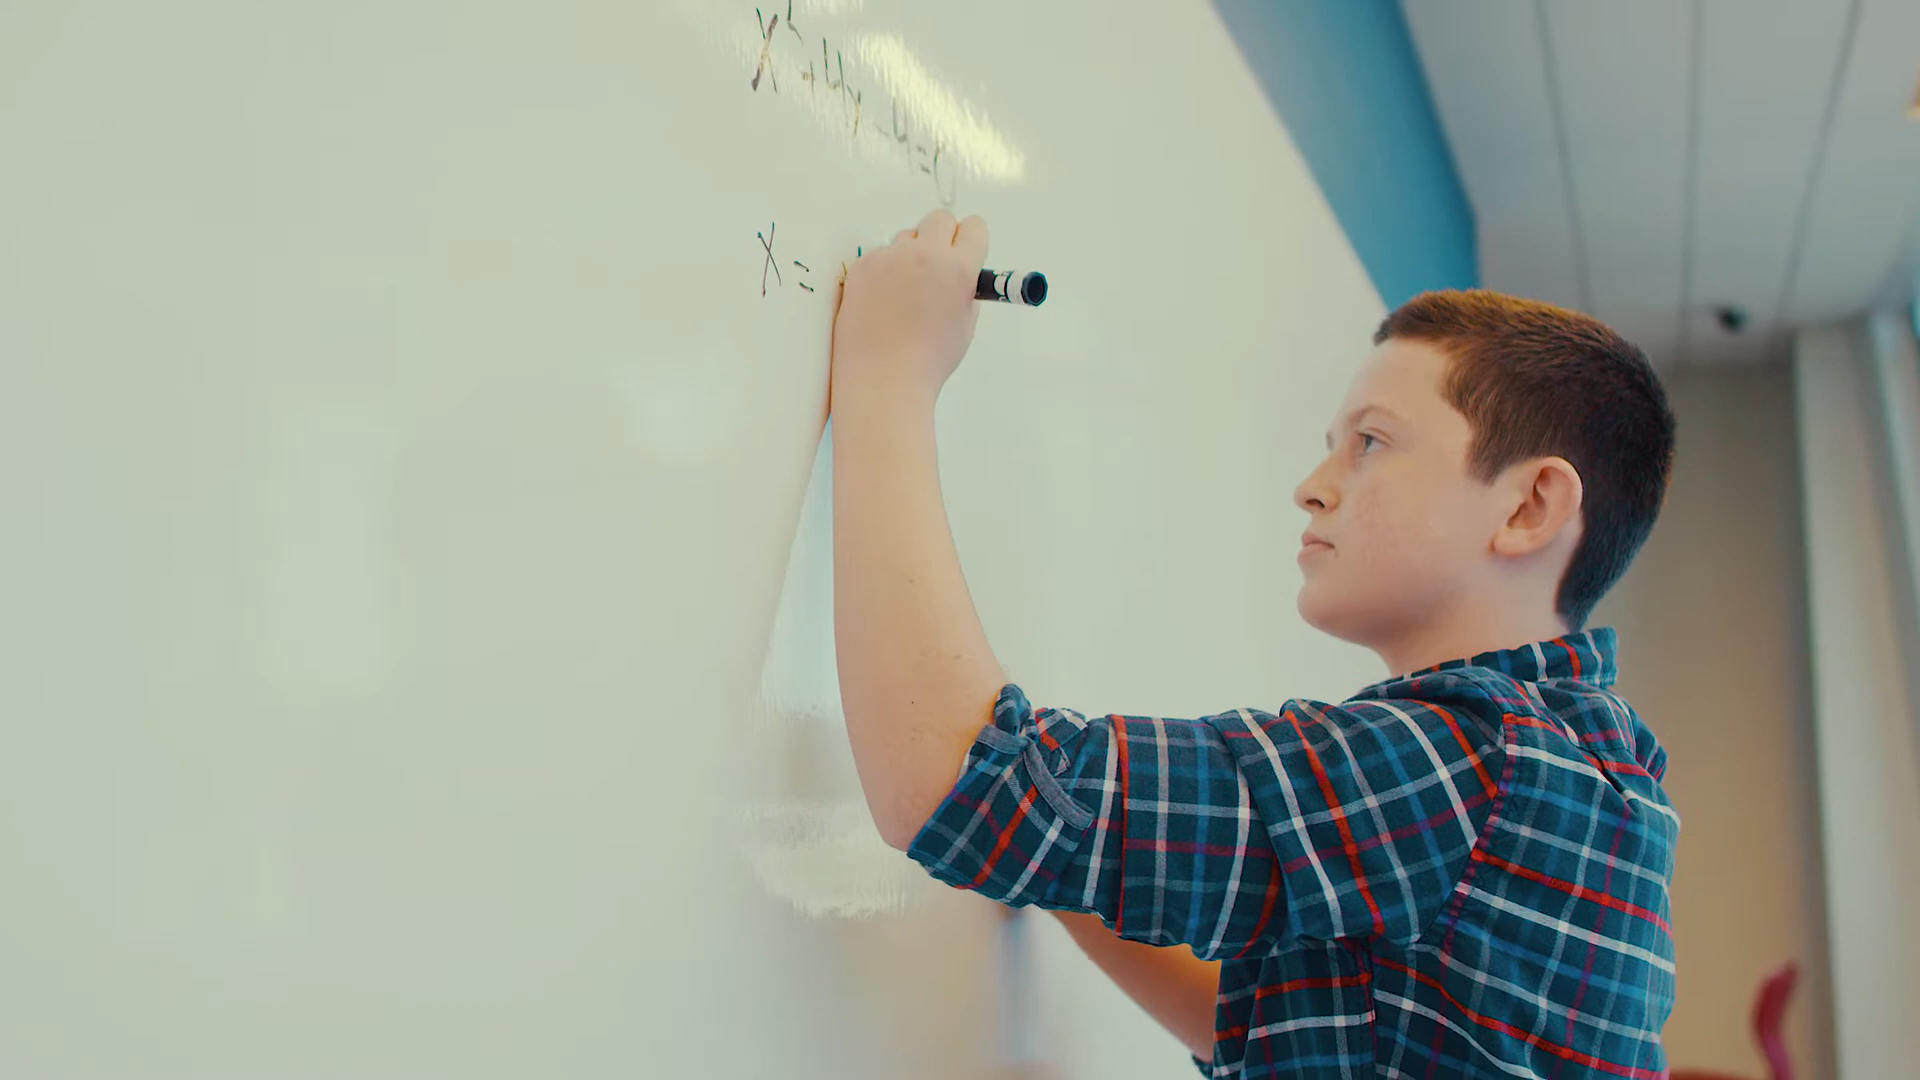 x² +4x -4=0
x =